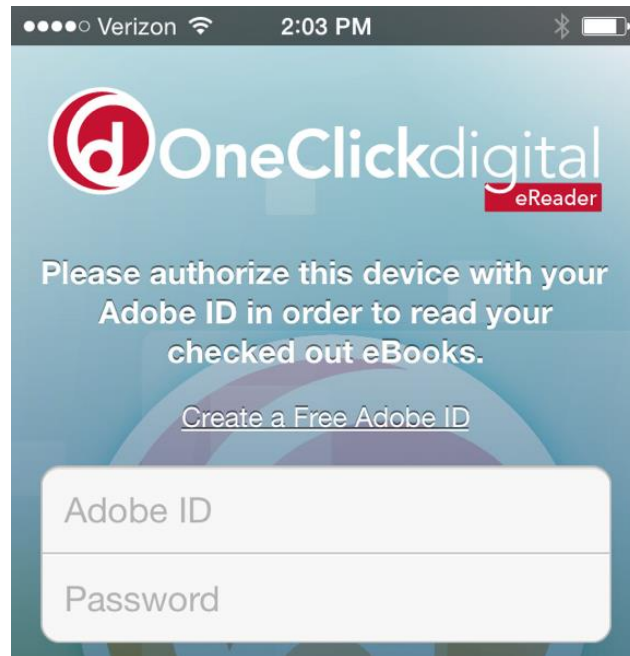 Verizon 2:03 PM
d OneClickdigital
eReader
Please authorize this device with your
Adobe ID in order to read your
checked out eBooks.
Create a Free Adobe ID
Adobe ID
Password